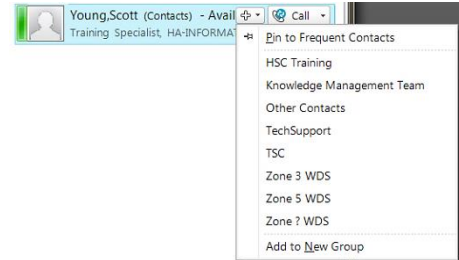 Young,Scott (Contacts) - Avail
Call
Training Specialist, HA-INFORMAT
Pin to Frequent Contacts
HSC Training
Knowledge Management Team
Other Contacts
TechSupport
TSC
Zone 3 WDS
Zone 5 WDS
Zone ? WDS
Add to New Group